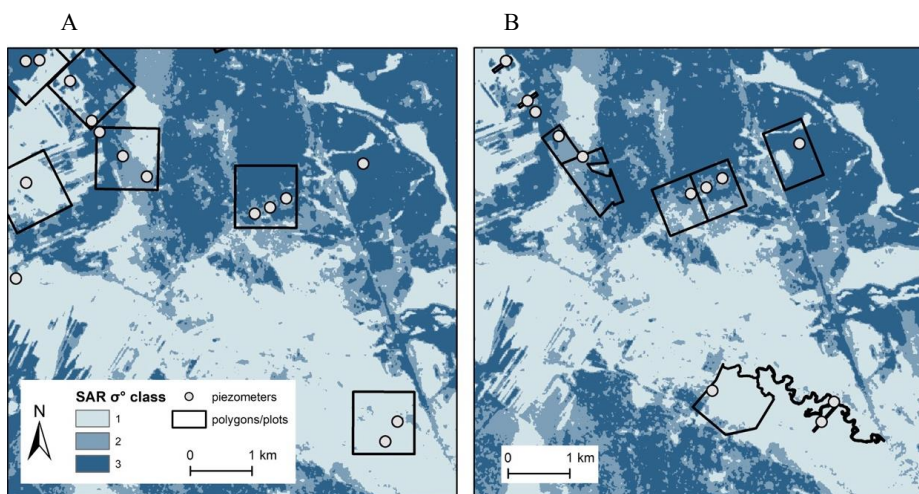 A
B
SAR σ° class
1
2
3
piezometers
polygons/plots
N
0 1 km
0 1 km